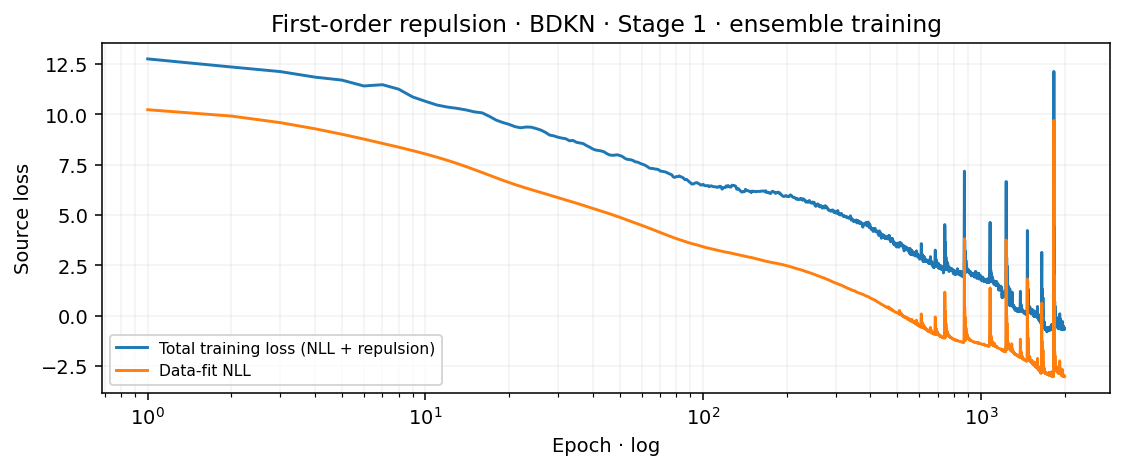 First-order repulsion · BDKN · Stage 1 · ensemble training
Source loss
12.5
10.0
7.5
5.0
2.5
0.0
−2.5
Total training loss (NLL + repulsion)
Data-fit NLL
10⁰
10¹
10²
10³
Epoch · log